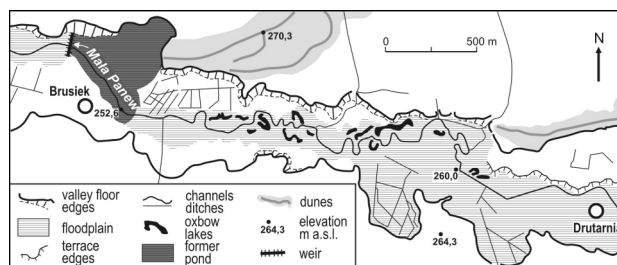 270,3
0 500 m
N
Mała Panew
Brusiek
252,6
260,0
264,3
Drutarnia
valley floor
edges
channels
ditches
dunes
floodplain
oxbow
lakes
elevation
m a.s.l.
264,3
terrace
edges
former
pond
weir